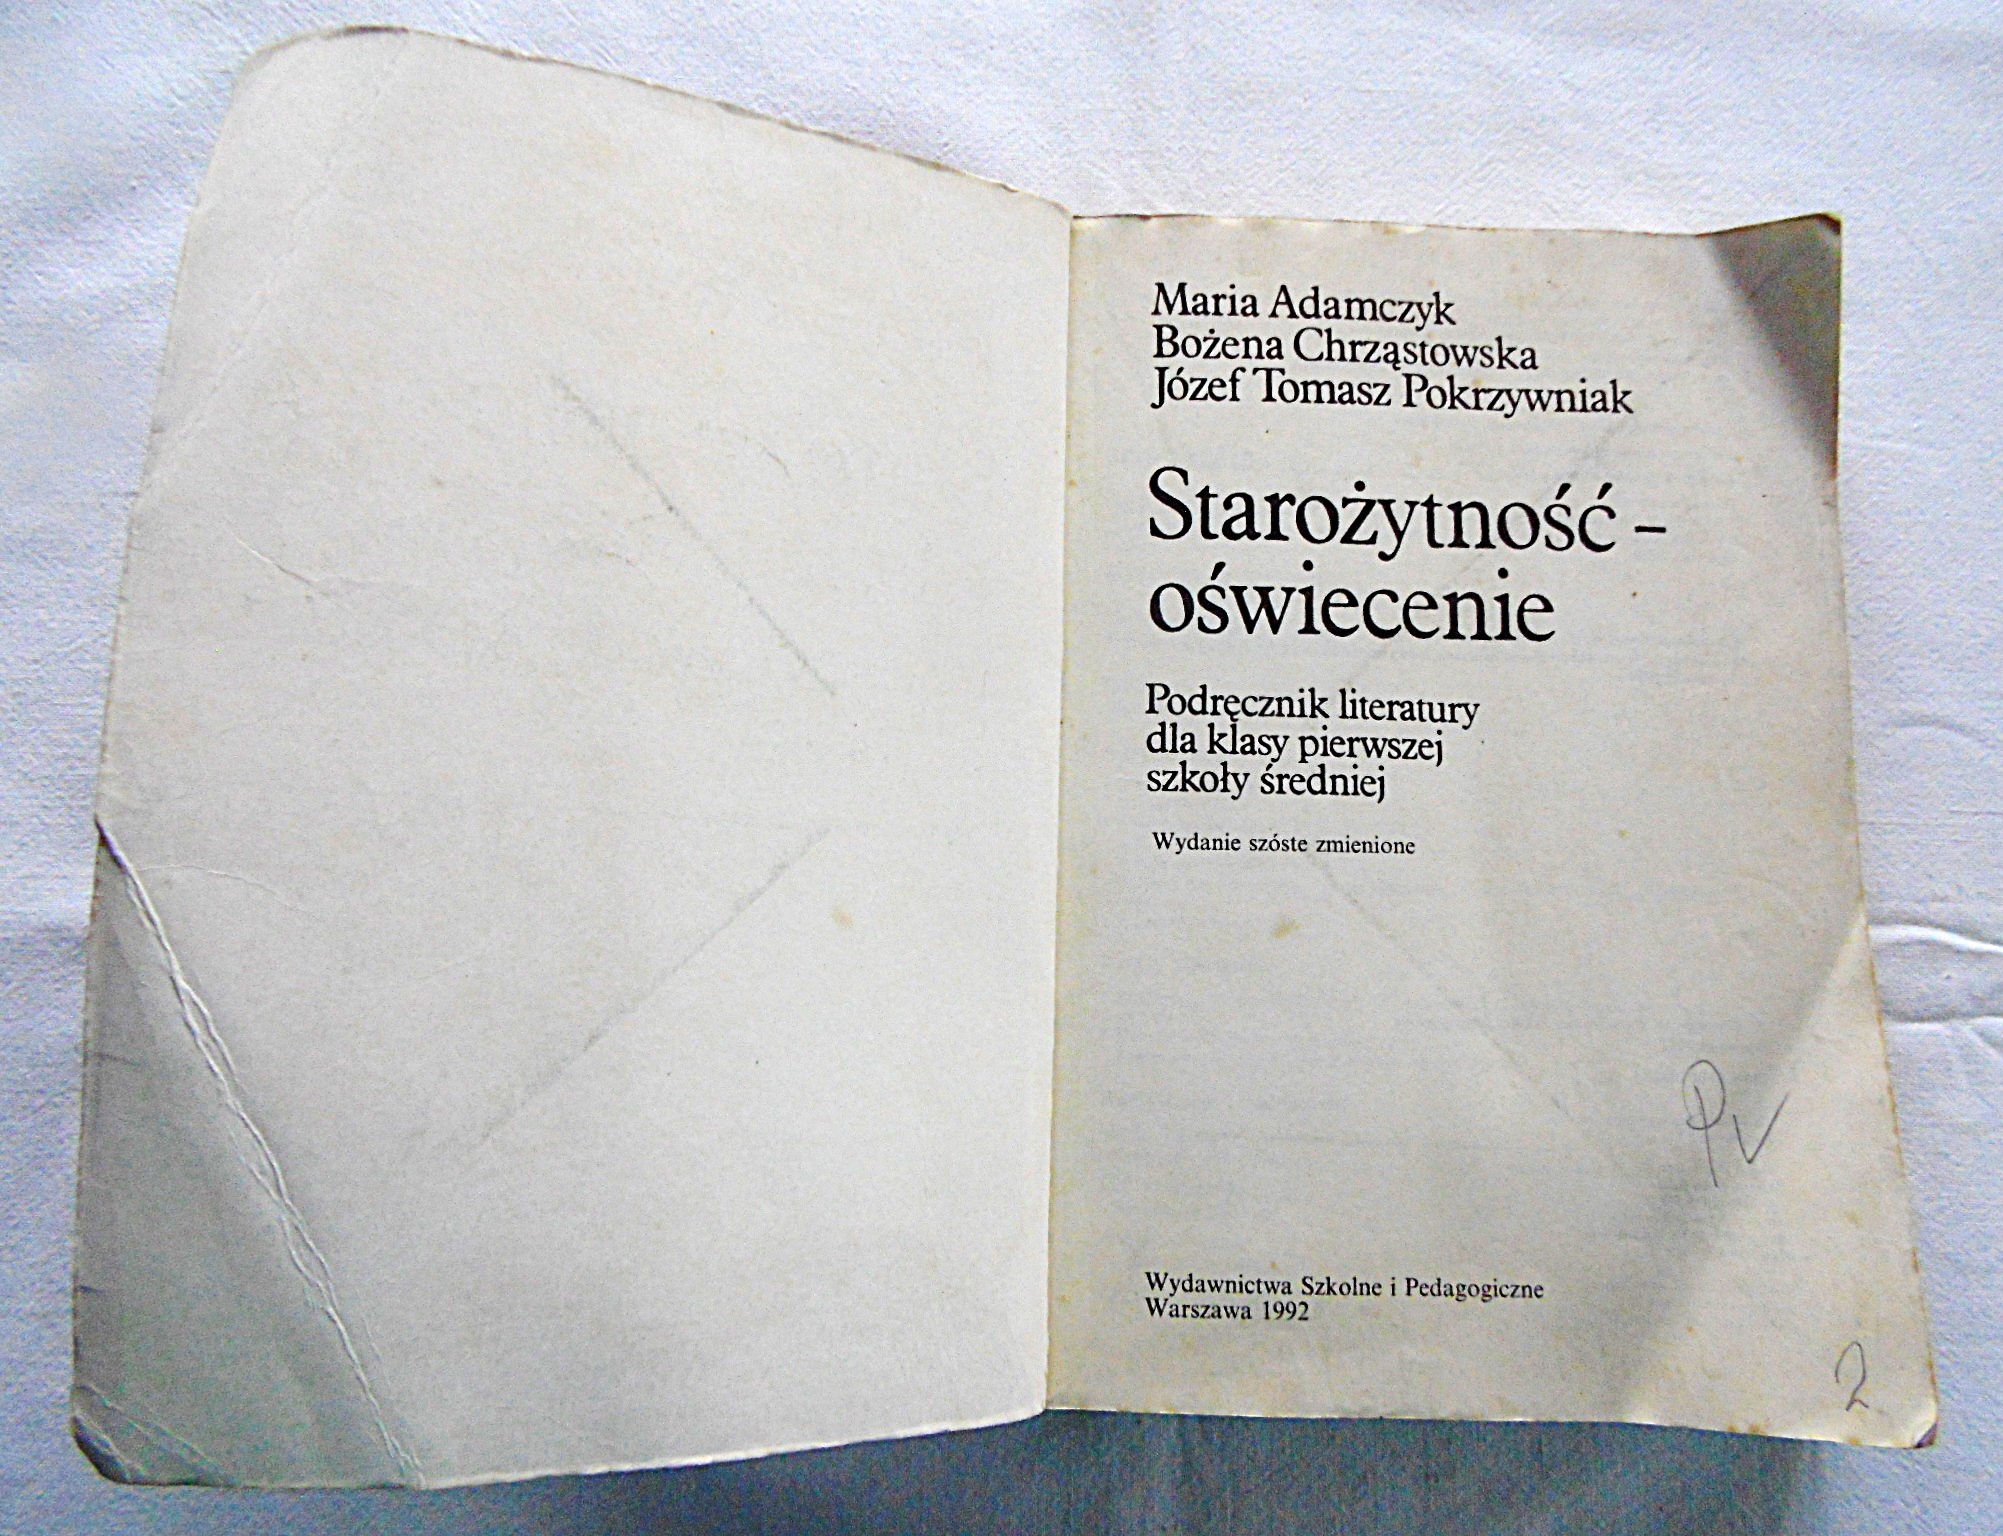 Maria Adamczyk
Bożena Chrząstowska
Józef Tomasz Pokrzywniak
Starożytność –
oświecenie
Podręcznik literatury
dla klasy pierwszej
szkoły średniej
Wydanie szóste zmienione
Wydawnictwa Szkolne i Pedagogiczne
Warszawa 1992
2